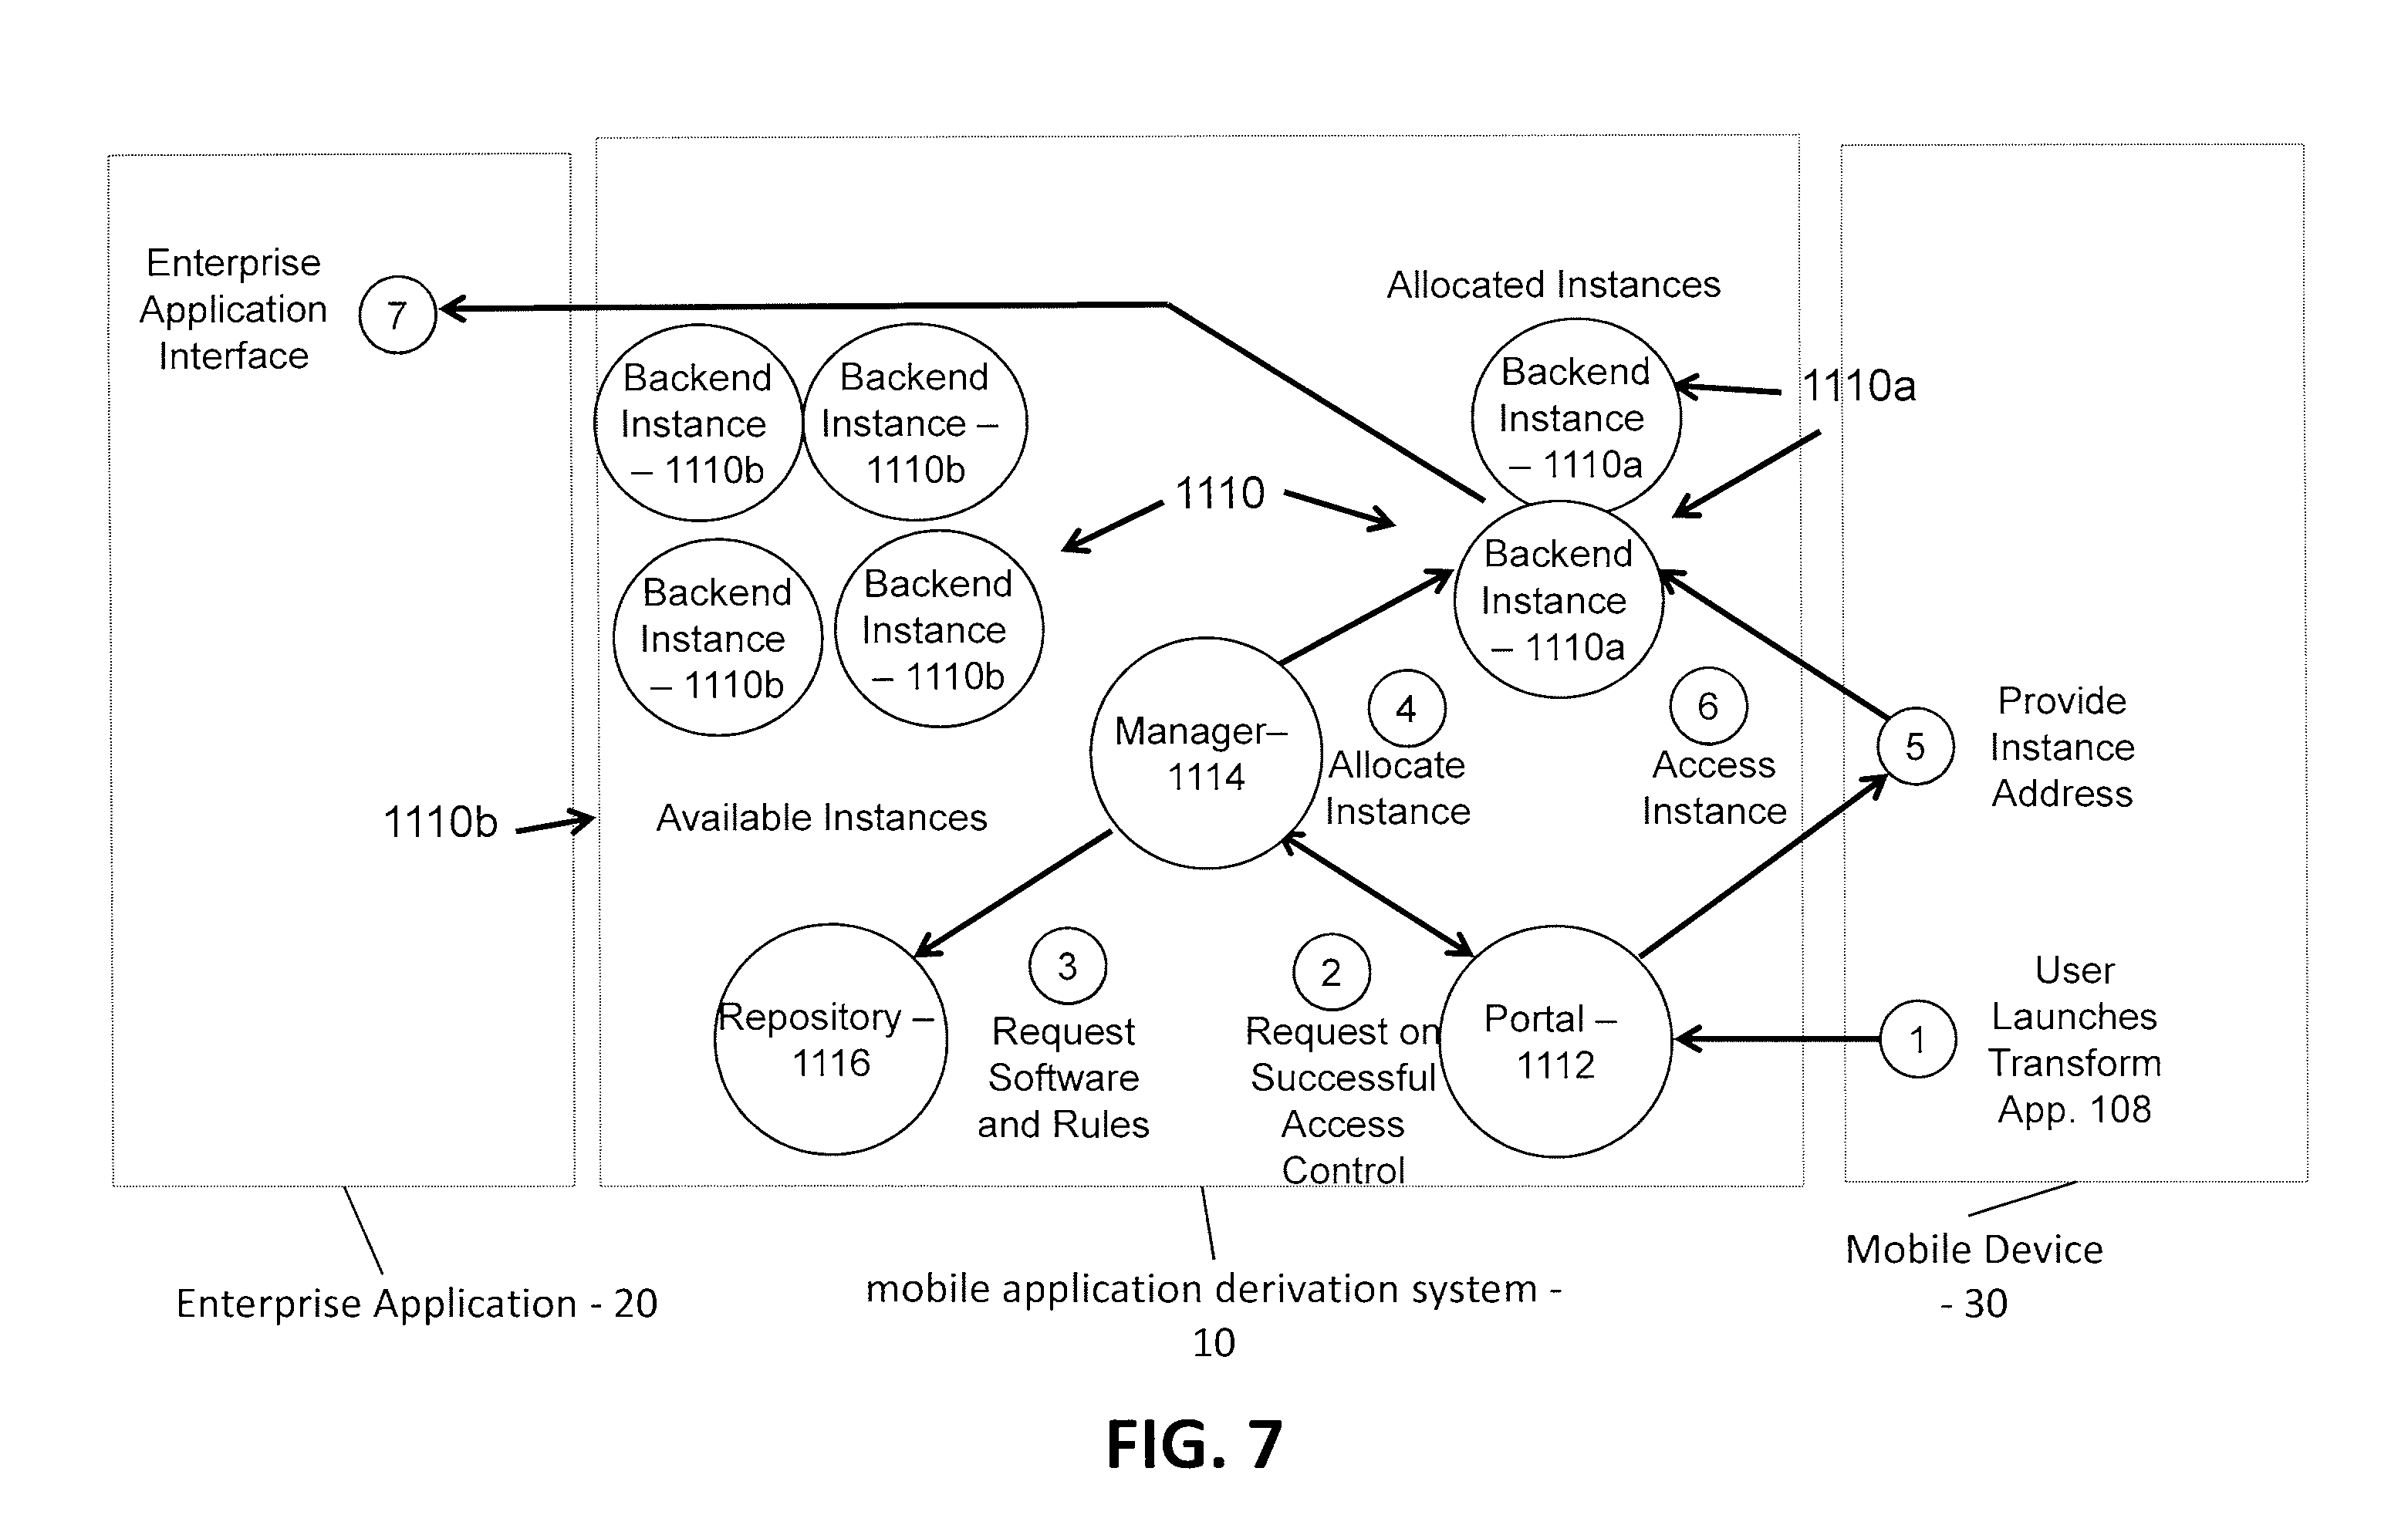 Enterprise
Application
Interface
7
Backend
Instance
– 1110b
Backend
Instance –
1110b
Backend
Instance
– 1110b
Backend
Instance
– 1110b
1110
Allocated Instances
Backend
Instance
– 1110a
1110a
Backend
Instance
– 1110a
Manager–
1114
4
Allocate
Instance
6
Access
Instance
5
Provide
Instance
Address
1110b
Available Instances
Repository –
1116
3
Request
Software
and Rules
2
Request on
Successful
Access
Control
Portal –
1112
1
User
Launches
Transform
App. 108
Enterprise Application - 20
mobile application derivation system -
10
Mobile Device
- 30
FIG. 7